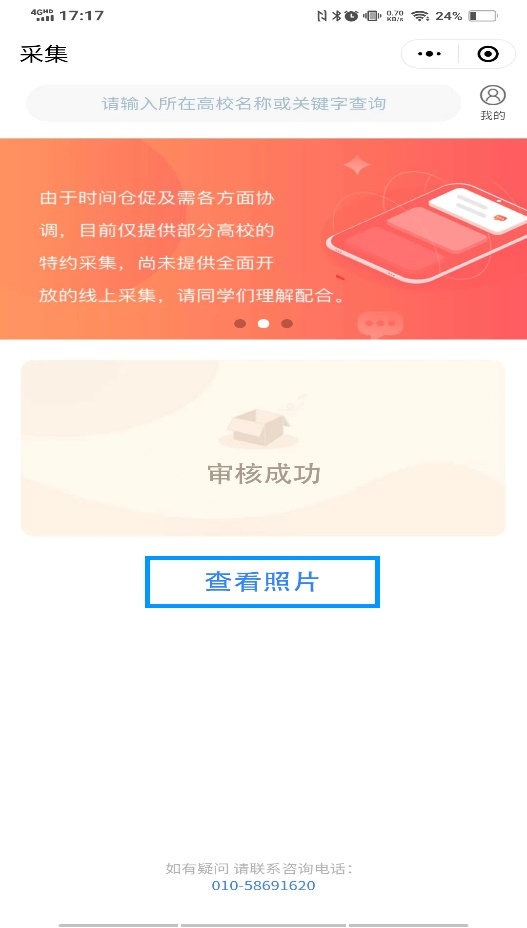 4GHD 17:17 0.70 KB/s 24%
采集
请输入所在高校名称或关键字查询
我的
由于时间仓促及需各方面协
调，目前仅提供部分高校的
特约采集，尚未提供全面开
放的线上采集，请同学们理解配合。
审核成功
查看照片
如有疑问 请联系咨询电话：
010-58691620